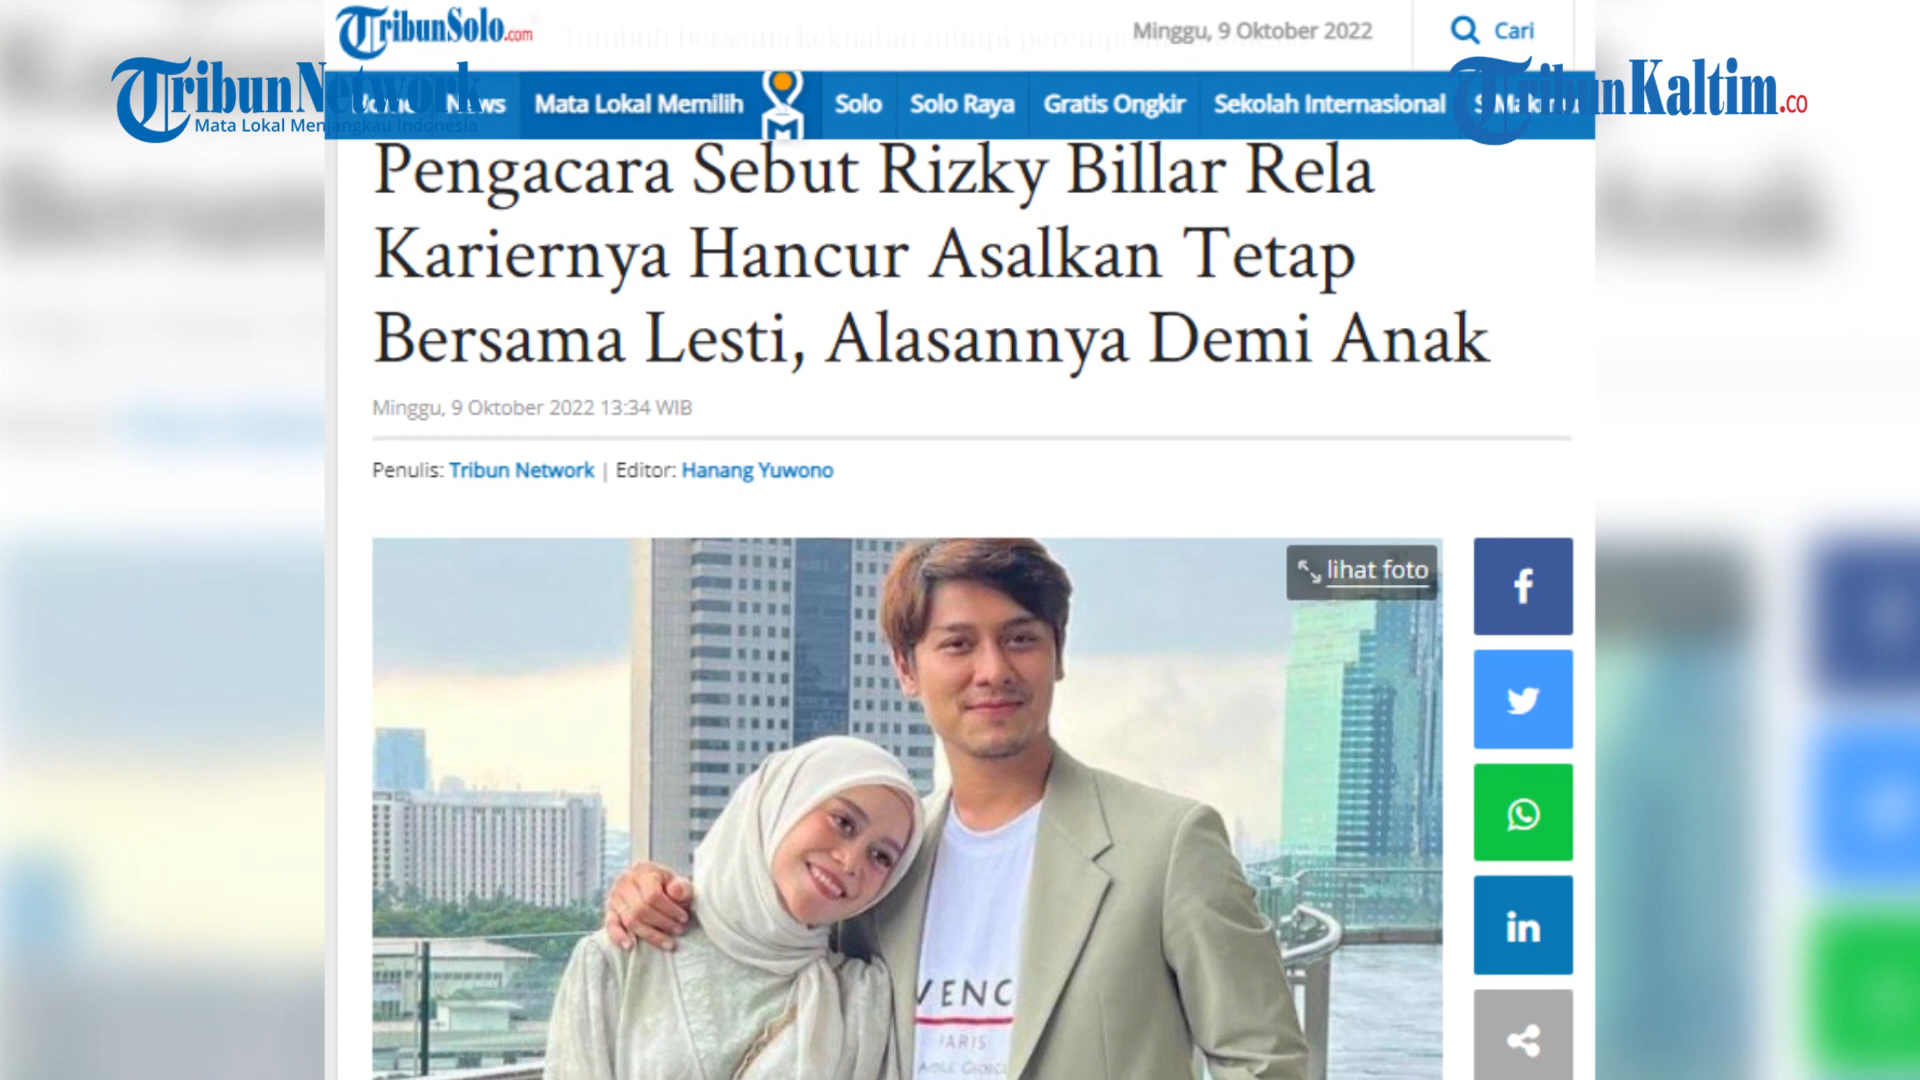 TribunSolo.com
Minggu, 9 Oktober 2022
Cari
TribunNetwork
Mata Lokal Menjangkau Indonesia
TribunKaltim.co
Home News Mata Lokal Memilih M Solo Solo Raya Gratis Ongkir Sekolah Internasional
Pengacara Sebut Rizky Billar Rela
Kariernya Hancur Asalkan Tetap
Bersama Lesti, Alasannya Demi Anak
Minggu, 9 Oktober 2022 13:34 WIB
Penulis: Tribun Network | Editor: Hanang Yuwono
lihat foto
VENC
PARIS